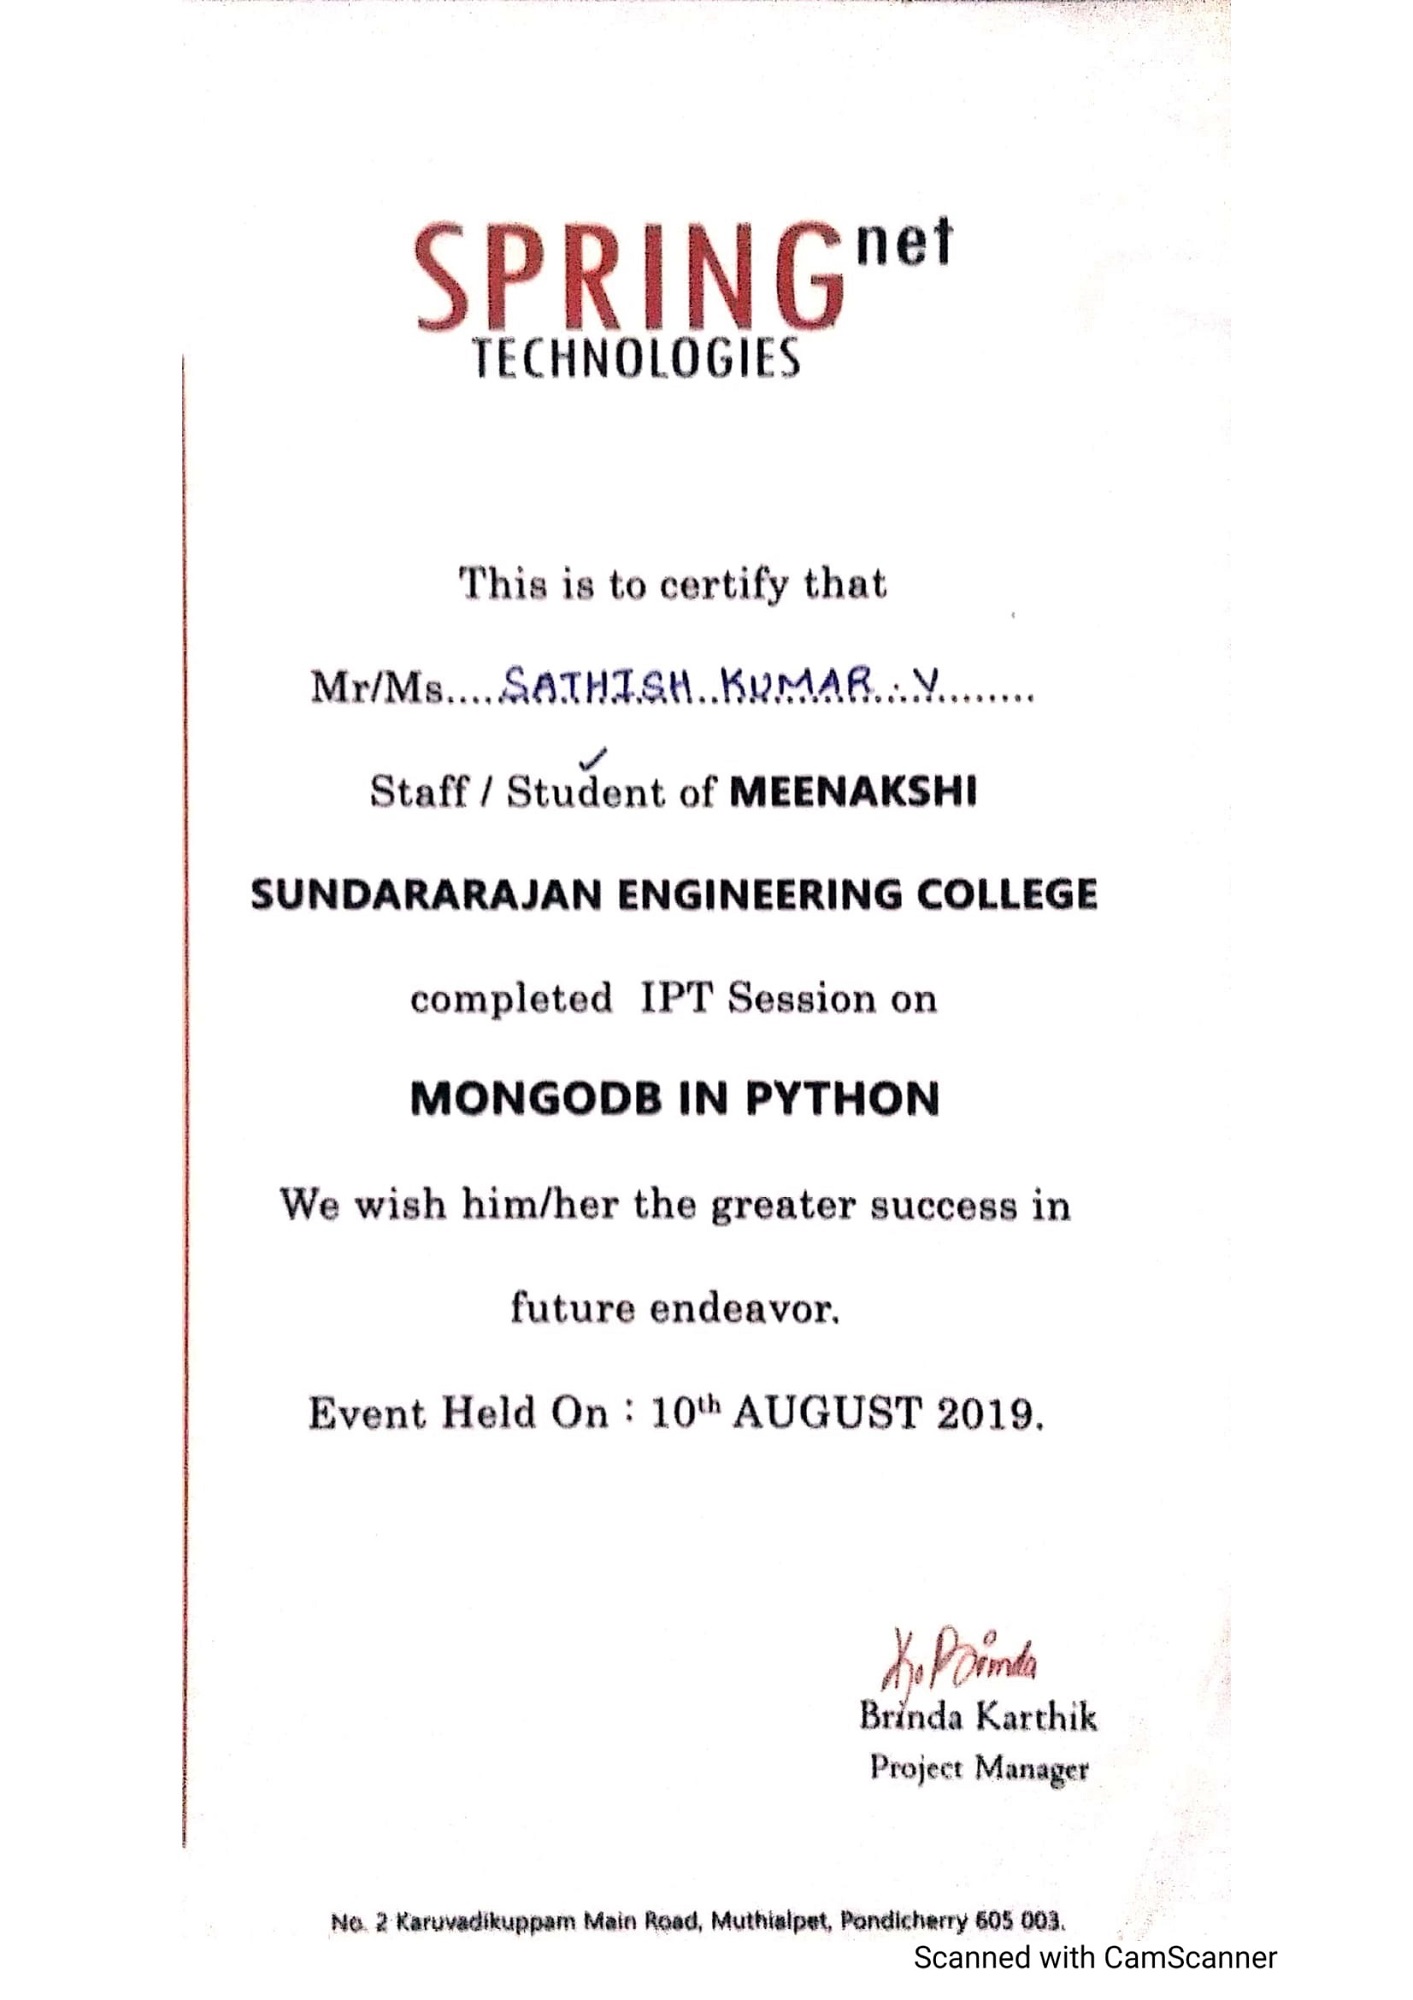 SPRING net
TECHNOLOGIES
This is to certify that
Mr/Ms....SATHISH..KUMAR..V........
Staff / Student of MEENAKSHI
SUNDARARAJAN ENGINEERING COLLEGE
completed IPT Session on
MONGODB IN PYTHON
We wish him/her the greater success in
future endeavor.
Event Held On : 10th AUGUST 2019.
K. Brinda
Brinda Karthik
Project Manager
No. 2 Karuvadikuppam Main Road, Muthialpet, Pondicherry 605 003.
Scanned with CamScanner